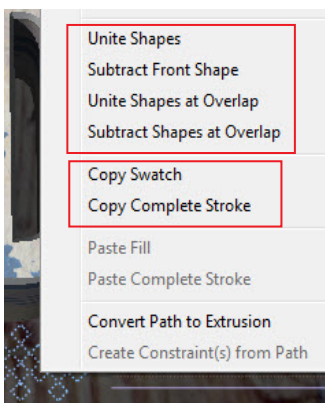 Unite Shapes
Subtract Front Shape
Unite Shapes at Overlap
Subtract Shapes at Overlap
Copy Swatch
Copy Complete Stroke
Paste Fill
Paste Complete Stroke
Convert Path to Extrusion
Create Constraint(s) from Path